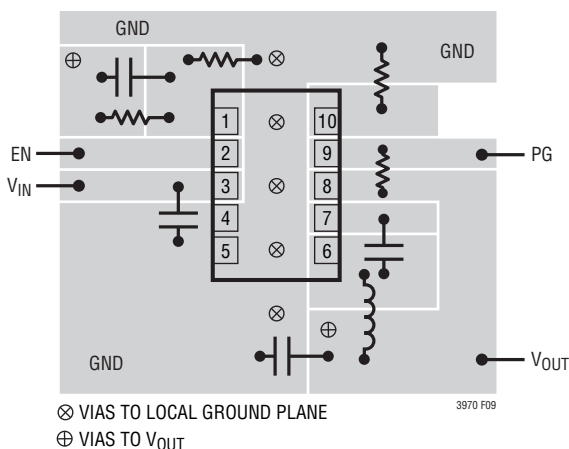 GND
GND
1
10
EN
2
9
PG
VIN
3
8
4
7
5
6
GND
VOUT
⊗ VIAS TO LOCAL GROUND PLANE
3970 F09
⊕ VIAS TO VOUT